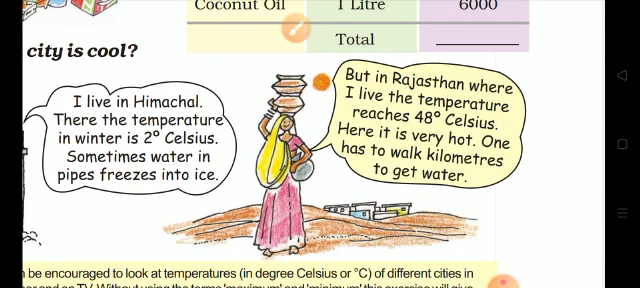 Coconut Oil 1 Litre 6000
Total
city is cool?
I live in Himachal.
There the temperature
in winter is 2° Celsius.
Sometimes water in
pipes freezes into ice.
But in Rajasthan where
I live the temperature
reaches 48° Celsius.
Here it is very hot. One
has to walk kilometres
to get water.
be encouraged to look at temperatures (in degree Celsius or °C) of different cities in
and on TV. Without using the terms 'maximum' and 'minimum' this exercise will give